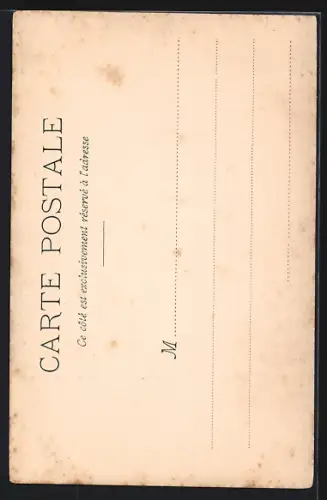 CARTE POSTALE
Ce côté est exclusivement réservé à l'adresse
M